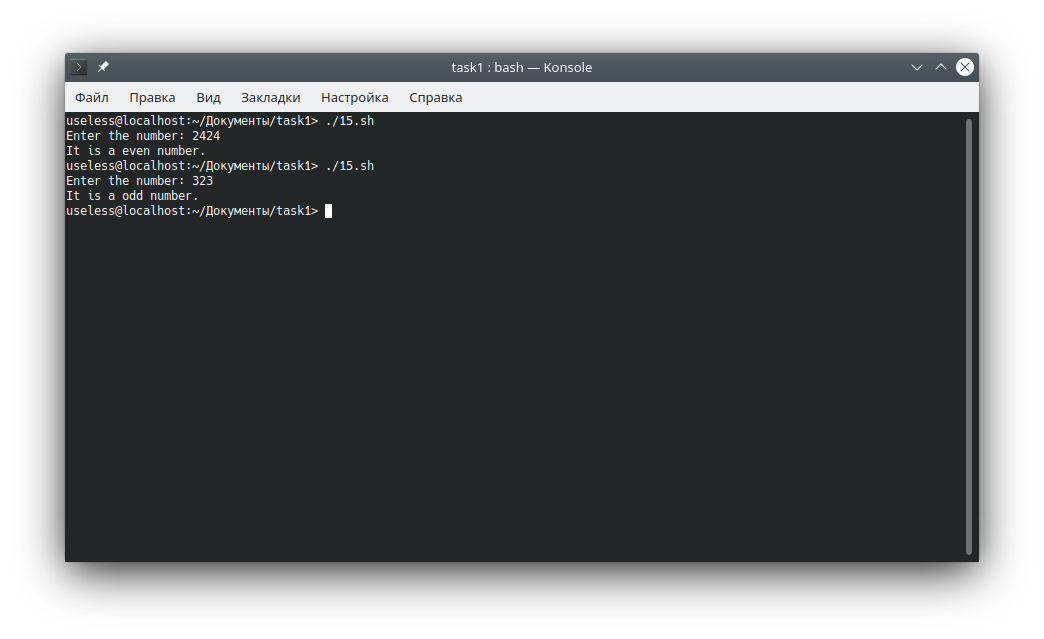 task1 : bash — Konsole
Файл Правка Вид Закладки Настройка Справка
useless@localhost:~/Документы/task1> ./15.sh
Enter the number: 2424
It is a even number.
useless@localhost:~/Документы/task1> ./15.sh
Enter the number: 323
It is a odd number.
useless@localhost:~/Документы/task1>